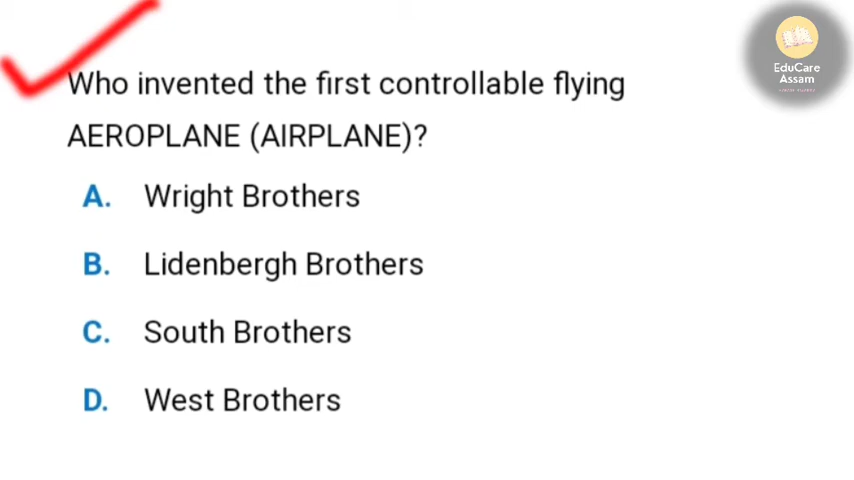 Who invented the first controllable flying
AEROPLANE (AIRPLANE)?
A. Wright Brothers
B. Lidenbergh Brothers
C. South Brothers
D. West Brothers
EduCare
Assam